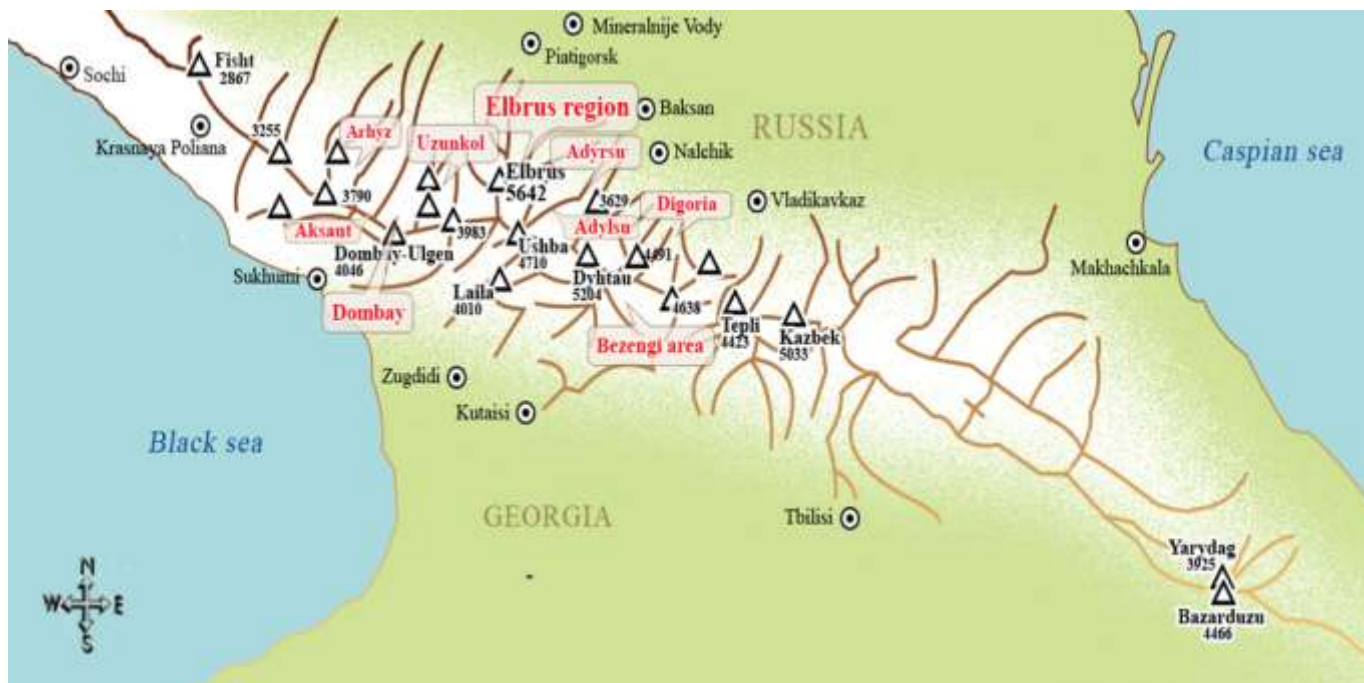 Mineralnije Vody
Piatigorsk
Fisht
2867
Sochi
Elbrus region
Baksan
RUSSIA
Krasnaya Poliana
3255
Arhyz
Uzunkol
Adyrsu
Nalchik
Caspian sea
Elbrus
5642
3790
3629
Digoria
Vladikavkaz
Aksaut
3983
Adylsu
Dombay-Ulgen
4046
Ushba
4710
4491
Makhachkala
Sukhumi
Laila
4010
Dyhtau
5204
4638
Dombay
Tepli
4423
Kazbek
5033
Bezengi area
Zugdidi
Kutaisi
Black sea
GEORGIA
Tbilisi
Yarydag
3925
Bazarduzu
4466
N
W E
S